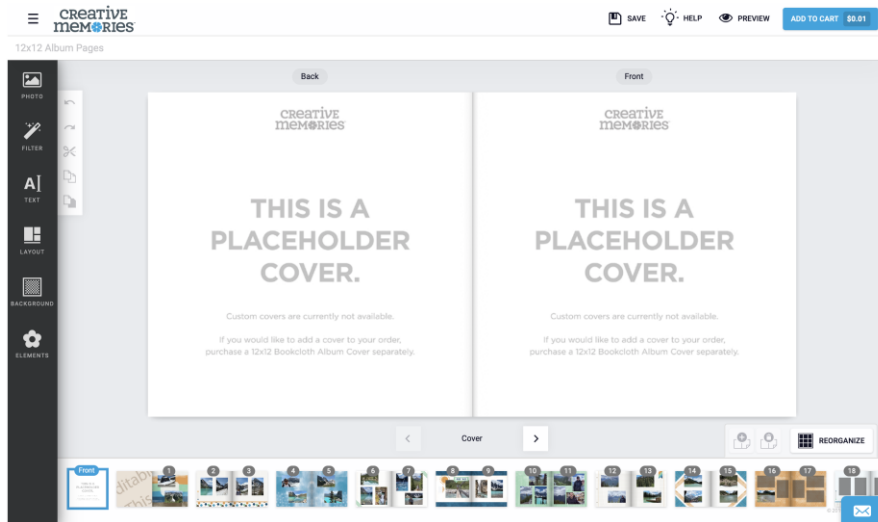 CREATIVE
MEMORIES
SAVE
HELP
PREVIEW
ADD TO CART $0.01
12x12 Album Pages
Back
Front
PHOTO
FILTER
AI
TEXT
LAYOUT
BACKGROUND
ELEMENTS
CREATIVE
MEMORIES
THIS IS A
PLACEHOLDER
COVER.
Custom covers are currently not available.
If you would like to add a cover to your order,
purchase a 12x12 Bookcloth Album Cover separately.
CREATIVE
MEMORIES
THIS IS A
PLACEHOLDER
COVER.
Custom covers are currently not available.
If you would like to add a cover to your order,
purchase a 12x12 Bookcloth Album Cover separately.
Cover
REORGANIZE
Front
1
2
3
4
5
6
7
8
9
10
11
12
13
14
15
16
17
18